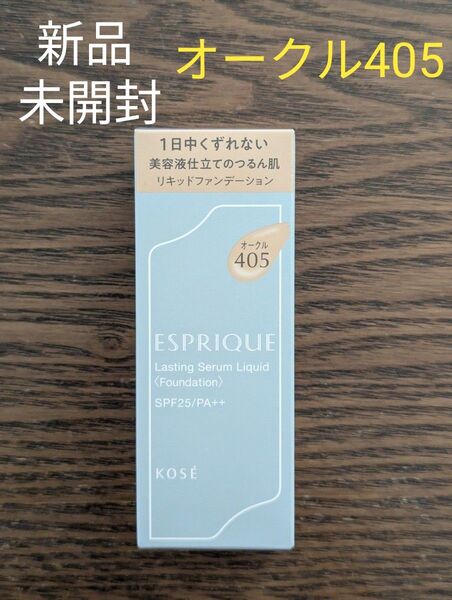 新品
未開封
オークル405
1日中くずれない
美容液仕立てのつるん肌
リキッドファンデーション
オークル
405
ESPRIQUE
Lasting Serum Liquid
〈Foundation〉
SPF25/PA++
KOSÉ